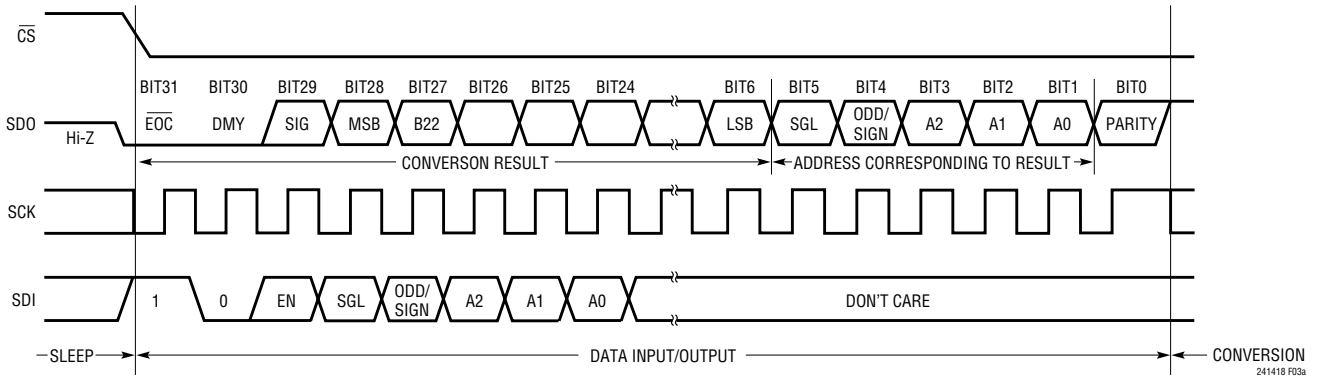 CS
BIT31 BIT30 BIT29 BIT28 BIT27 BIT26 BIT25 BIT24 BIT6 BIT5 BIT4 BIT3 BIT2 BIT1 BIT0
SDO Hi-Z EOC DMY SIG MSB B22 LSB SGL ODD/ SIGN A2 A1 A0 PARITY
CONVERSON RESULT ADDRESS CORRESPONDING TO RESULT
SCK
SDI 1 0 EN SGL ODD/ SIGN A2 A1 A0 DON'T CARE
SLEEP DATA INPUT/OUTPUT CONVERSION
241418 F03a